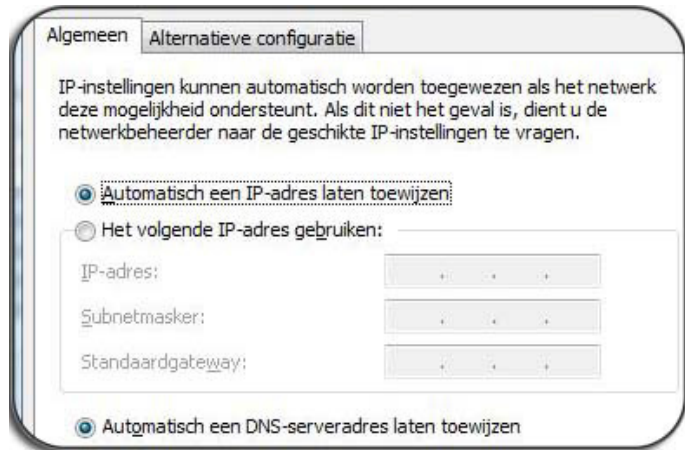 Algemeen
Alternatieve configuratie
IP-instellingen kunnen automatisch worden toegewezen als het netwerk
deze mogelijkheid ondersteunt. Als dit niet het geval is, dient u de
netwerkbeheerder naar de geschikte IP-instellingen te vragen.
Automatisch een IP-adres laten toewijzen
Het volgende IP-adres gebruiken:
IP-adres:
Subnetmasker:
Standaardgateway:
Automatisch een DNS-serveradres laten toewijzen